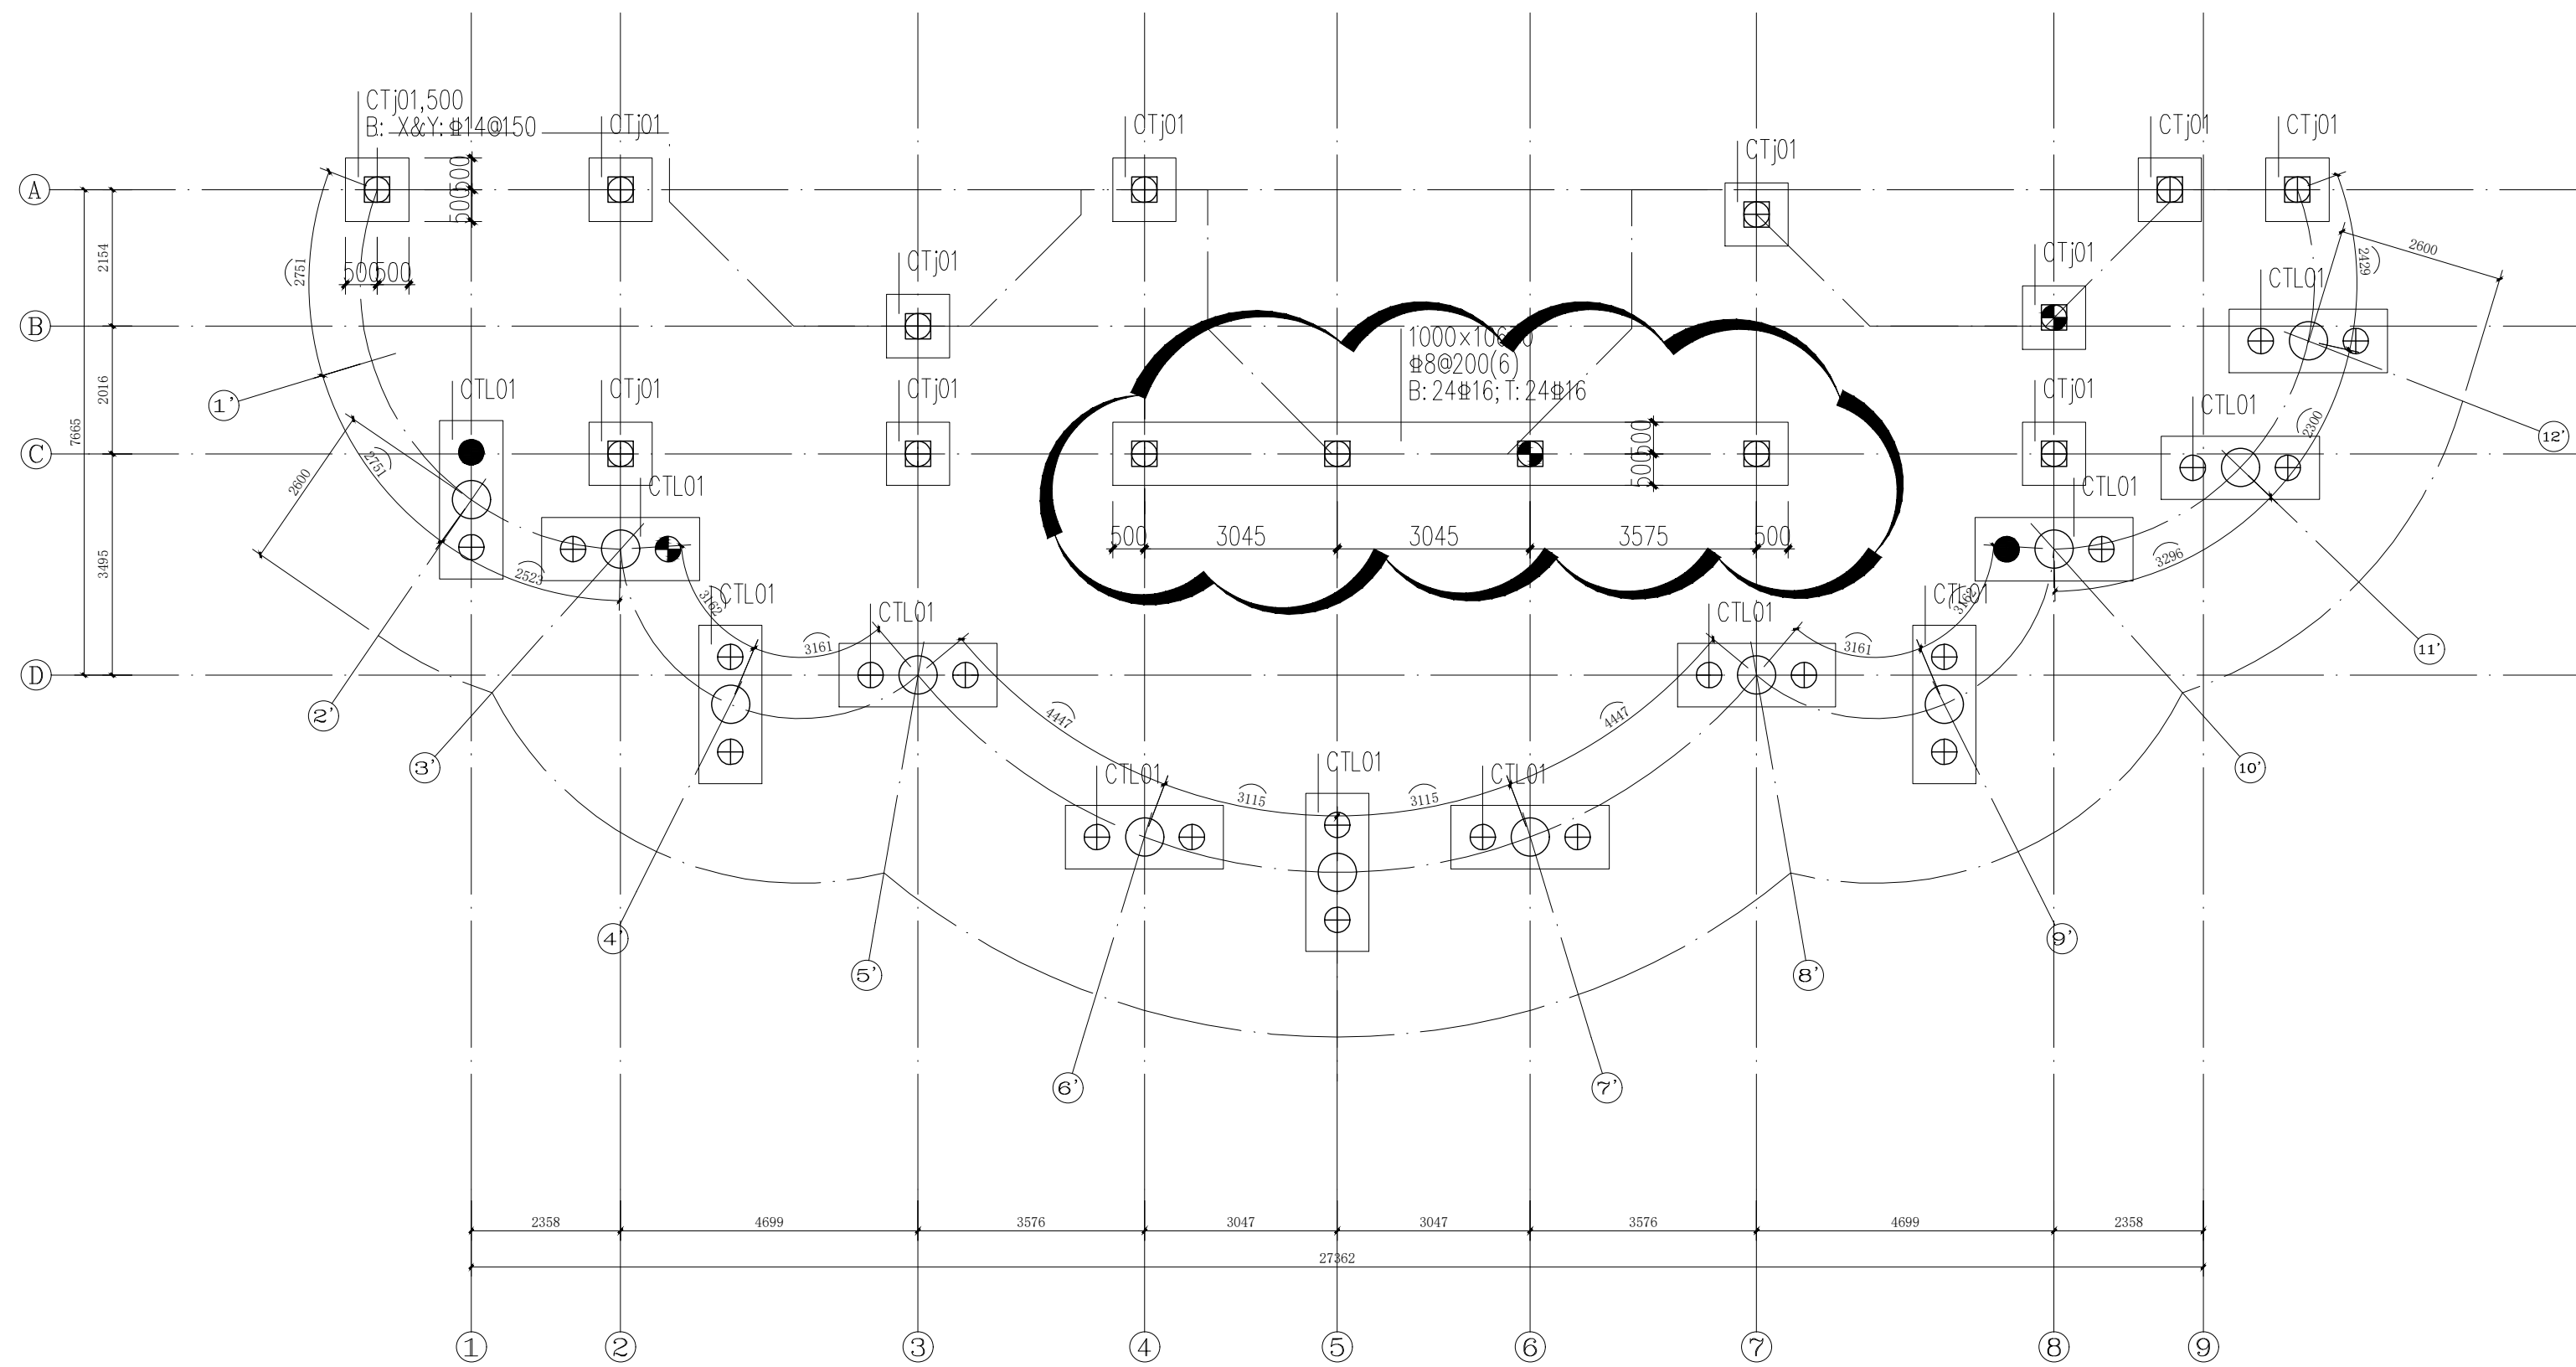 CTj01,500
B: X&Y:⌀14@150
CTj01
CTj01
CTj01
CTj01
CTj01
500
500
A
2154
2751
500
500
CTj01
CTj01
2600
2429
CTL01
B
1'
CTL01
CTj01
CTj01
⌀8@200(6)
B:24⌀16;T:24⌀16
CTj01
CTL01
2300
12'
2016
7665
C
2751
2600
CTL01
500
500
CTL01
500
3045
3045
3575
500
3495
2523
3162
CTL01
CTL01
3161
CTL01
3161
CTL01
3162
3296
11'
D
2'
3'
4447
4447
10'
CTL01
CTL01
CTL01
3115
3115
4'
9'
5'
8'
6'
7'
2358
4699
3576
3047
3047
3576
4699
2358
27362
1
2
3
4
5
6
7
8
9